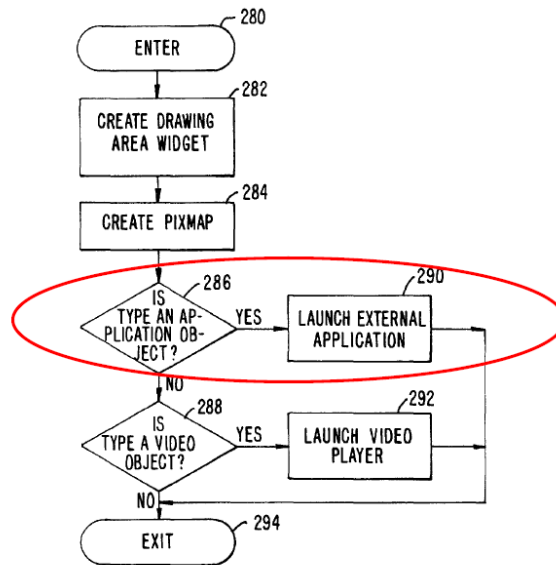 280
ENTER
282
CREATE DRAWING
AREA WIDGET
284
CREATE PIXMAP
286
IS
TYPE AN AP-
PLICATION OB-
JECT?
YES
290
LAUNCH EXTERNAL
APPLICATION
NO
288
IS
TYPE A VIDEO
OBJECT?
YES
292
LAUNCH VIDEO
PLAYER
NO
294
EXIT